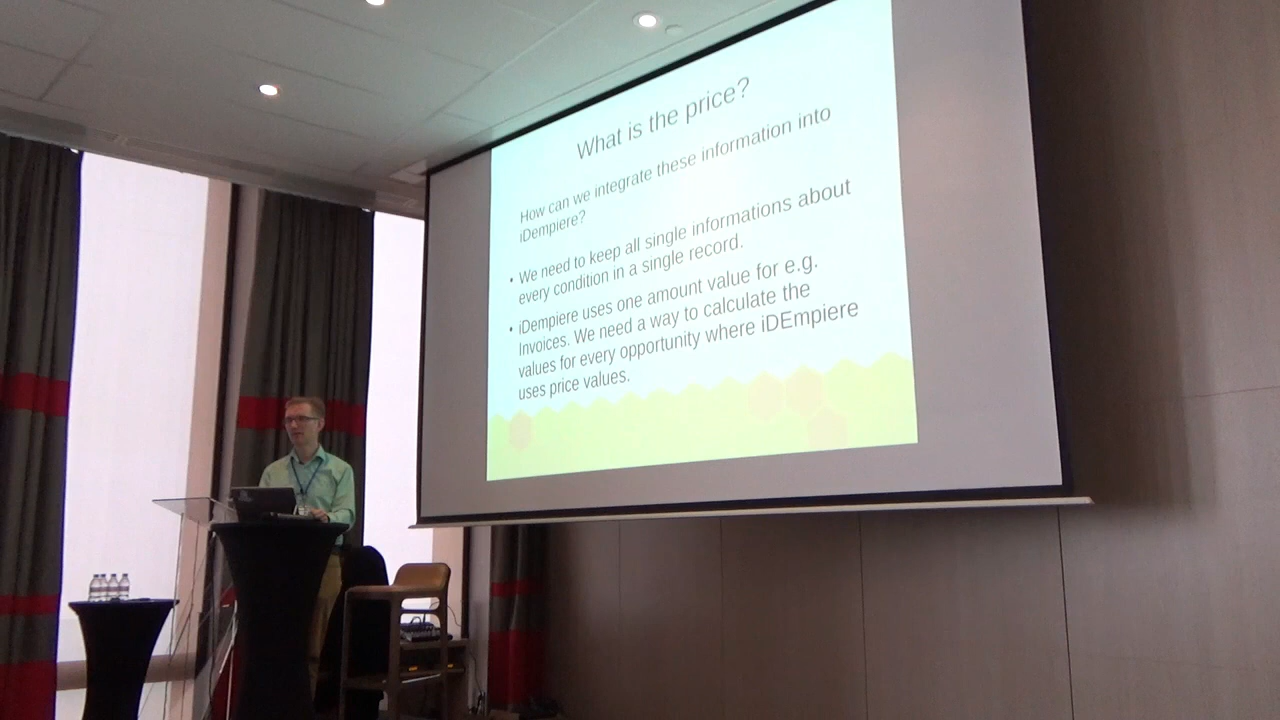 What is the price?
How can we integrate these information into
iDempiere?
• We need to keep all single informations about
every condition in a single record.
• iDempiere uses one amount value for e.g.
Invoices. We need a way to calculate the
values for every opportunity where iDEmpiere
uses price values.